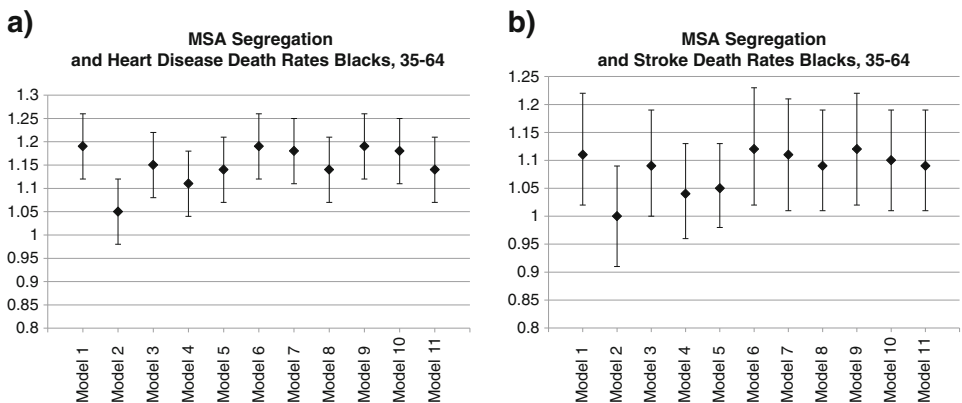 a)
MSA Segregation
and Heart Disease Death Rates Blacks, 35-64
1.3
1.25
1.2
1.15
1.1
1.05
1
0.95
0.9
0.85
0.8
Model 1
Model 2
Model 3
Model 4
Model 5
Model 6
Model 7
Model 8
Model 9
Model 10
Model 11
b)
MSA Segregation
and Stroke Death Rates Blacks, 35-64
1.25
1.2
1.15
1.1
1.05
1
0.95
0.9
0.85
0.8
Model 1
Model 2
Model 3
Model 4
Model 5
Model 6
Model 7
Model 8
Model 9
Model 10
Model 11